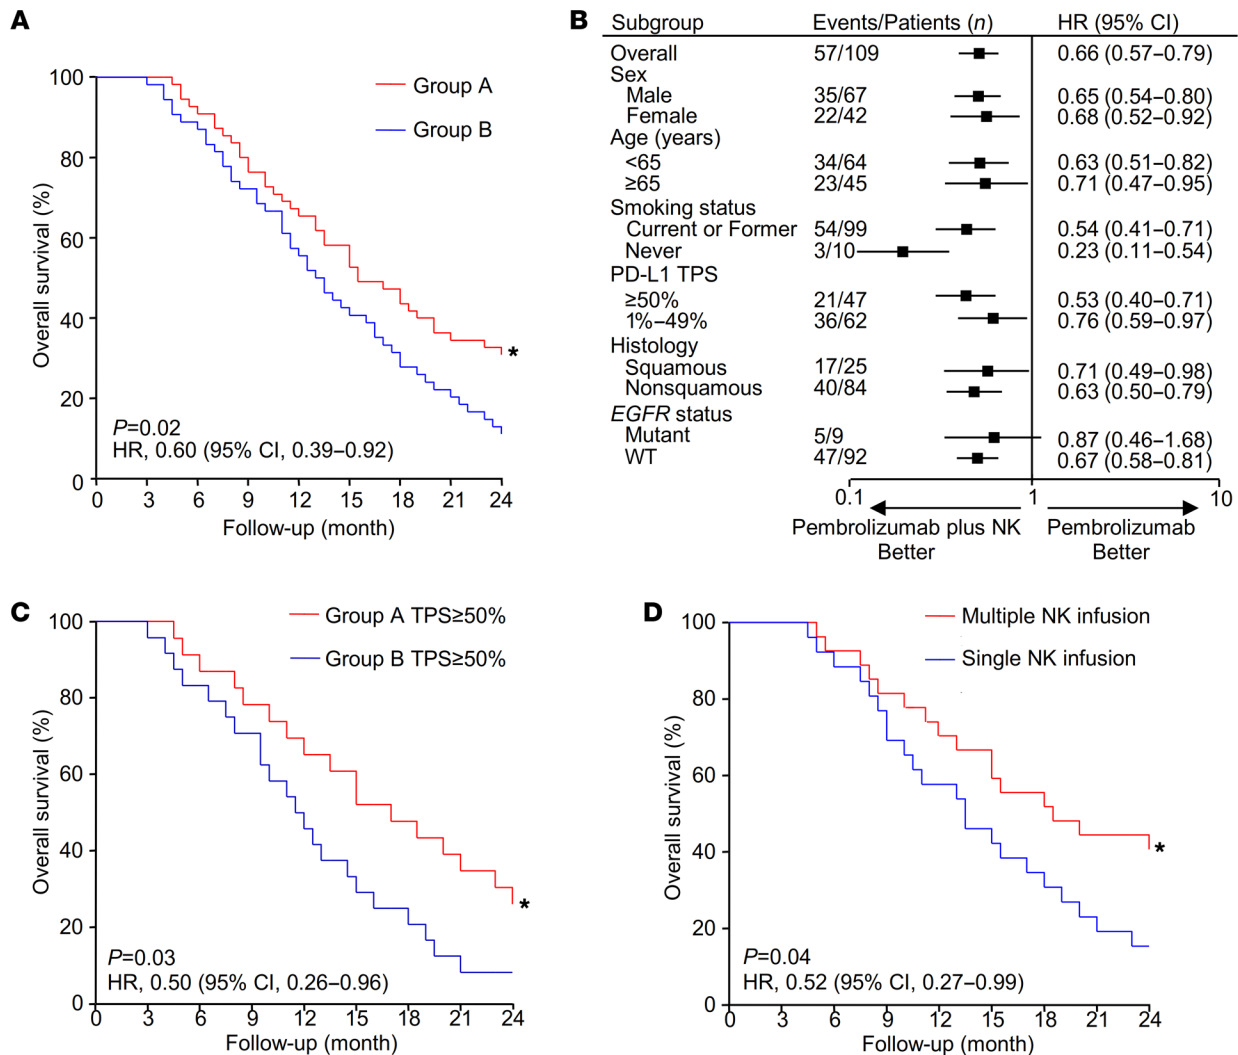 A
Group A
Group B
100
80
60
40
20
0
Overall survival (%)
P=0.02
HR, 0.60 (95% CI, 0.39–0.92)
*
0 3 6 9 12 15 18 21 24
Follow-up (month)
B
Subgroup Events/Patients (n) HR (95% CI)
Overall 57/109 0.66 (0.57–0.79)
Sex
Male 35/67 0.65 (0.54–0.80)
Female 22/42 0.68 (0.52–0.92)
Age (years)
<65 34/64 0.63 (0.51–0.82)
≥65 23/45 0.71 (0.47–0.95)
Smoking status
Current or Former 54/99 0.54 (0.41–0.71)
Never 3/10 0.23 (0.11–0.54)
PD-L1 TPS
≥50% 21/47 0.53 (0.40–0.71)
1%–49% 36/62 0.76 (0.59–0.97)
Histology
Squamous 17/25 0.71 (0.49–0.98)
Nonsquamous 40/84 0.63 (0.50–0.79)
EGFR status
Mutant 5/9 0.87 (0.46–1.68)
WT 47/92 0.67 (0.58–0.81)
0.1 1 10
Pembrolizumab plus NK Pembrolizumab
Better Better
C
Group A TPS≥50%
Group B TPS≥50%
100
80
60
40
20
0
Overall survival (%)
P=0.03
HR, 0.50 (95% CI, 0.26–0.96)
*
0 3 6 9 12 15 18 21 24
Follow-up (month)
D
Multiple NK infusion
Single NK infusion
100
80
60
40
20
0
Overall survival (%)
P=0.04
HR, 0.52 (95% CI, 0.27–0.99)
*
0 3 6 9 12 15 18 21 24
Follow-up (month)